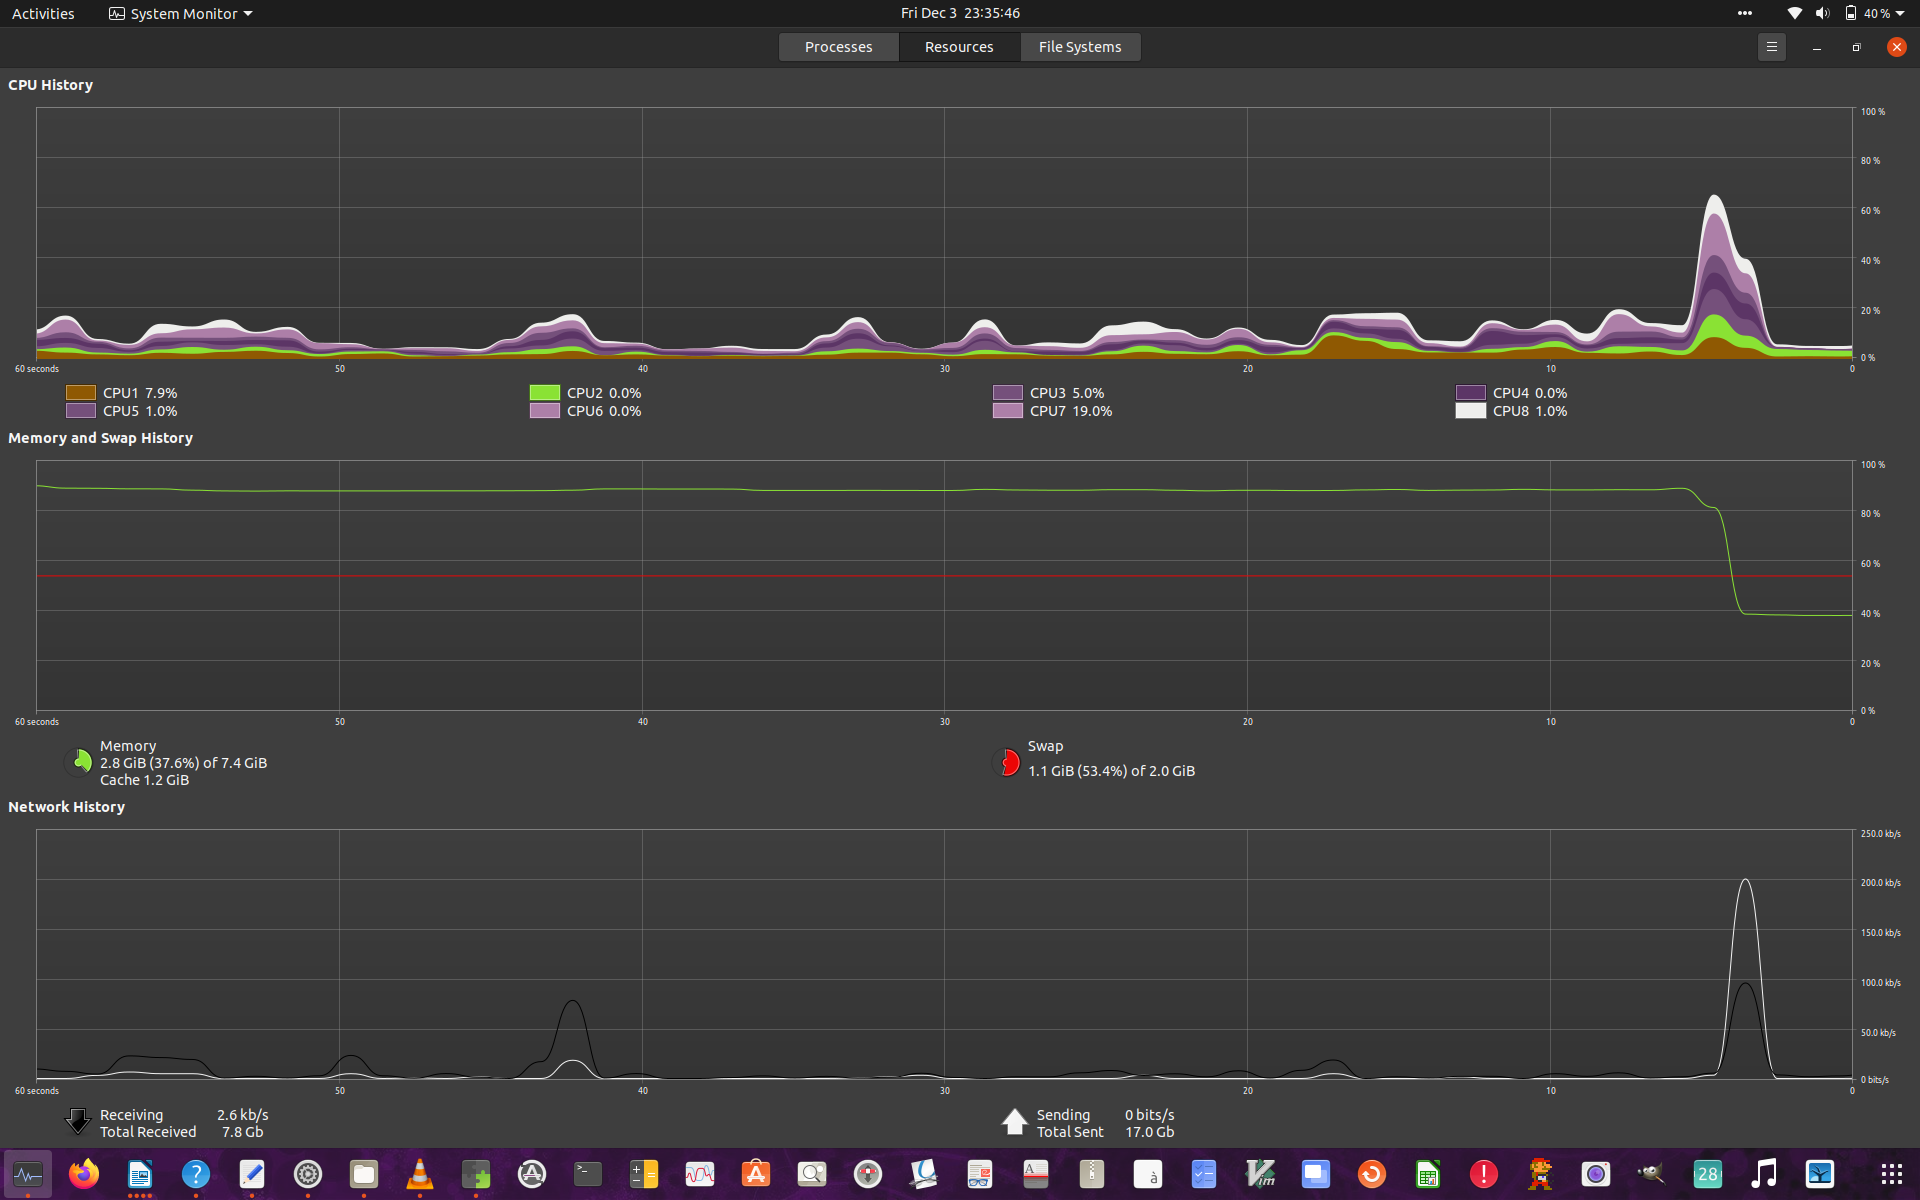 Activities System Monitor Fri Dec 3 23:35:46 40 %
Processes Resources File Systems
CPU History
100 %
80 %
60 %
40 %
20 %
0 %
60 seconds 50 40 30 20 10 0
CPU1 7.9% CPU2 0.0% CPU3 5.0% CPU4 0.0%
CPU5 1.0% CPU6 0.0% CPU7 19.0% CPU8 1.0%
Memory and Swap History
100 %
80 %
60 %
40 %
20 %
0 %
60 seconds 50 40 30 20 10 0
Memory Swap
2.8 GiB (37.6%) of 7.4 GiB 1.1 GiB (53.4%) of 2.0 GiB
Cache 1.2 GiB
Network History
250.0 kb/s
200.0 kb/s
150.0 kb/s
100.0 kb/s
50.0 kb/s
0 bits/s
60 seconds 50 40 30 20 10 0
Receiving 2.6 kb/s Sending 0 bits/s
Total Received 7.8 Gb Total Sent 17.0 Gb
? >_ A à Vim ! 28